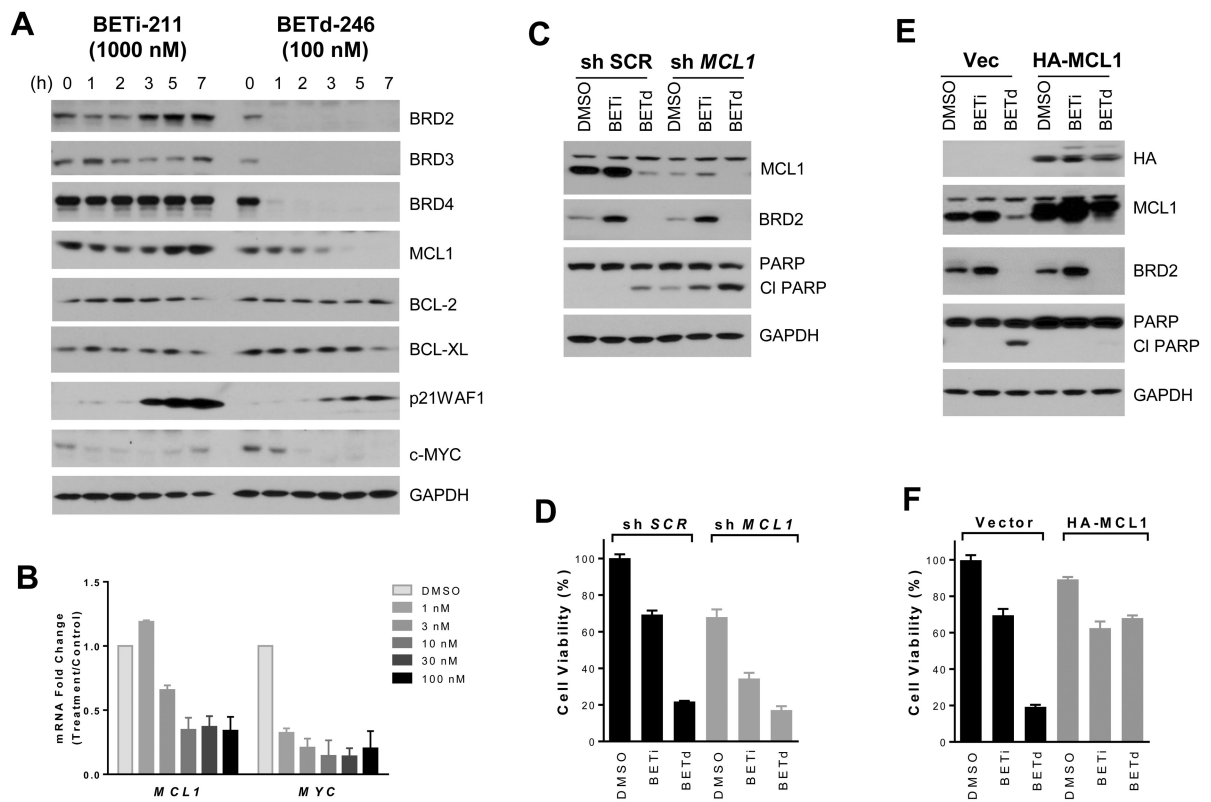 A
BETi-211
(1000 nM)
BETd-246
(100 nM)
(h) 0 1 2 3 5 7 0 1 2 3 5 7
BRD2
BRD3
BRD4
MCL1
BCL-2
BCL-XL
p21WAF1
c-MYC
GAPDH
B
mRNA Fold Change
(Treatment/Control)
1.5
1.0
0.5
0.0
MCL1 MYC
DMSO
1 nM
3 nM
10 nM
30 nM
100 nM
C
sh SCR sh MCL1
DMSO BETi BETd DMSO BETi BETd
MCL1
BRD2
PARP
Cl PARP
GAPDH
D
sh SCR sh MCL1
Cell Viability (%)
100
80
60
40
20
0
DMSO BETi BETd DMSO BETi BETd
E
Vec HA-MCL1
DMSO BETi BETd DMSO BETi BETd
HA
MCL1
BRD2
PARP
Cl PARP
GAPDH
F
Vector HA-MCL1
Cell Viability (%)
100
80
60
40
20
0
DMSO BETi BETd DMSO BETi BETd